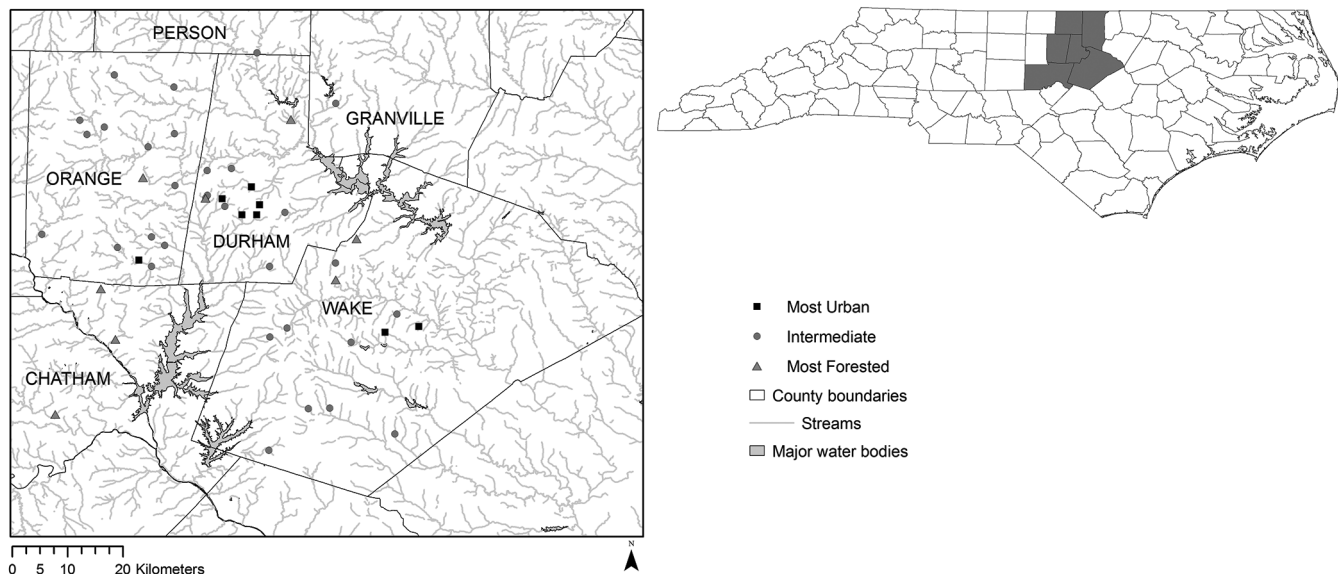 PERSON
GRANVILLE
ORANGE
DURHAM
WAKE
CHATHAM
Most Urban
Intermediate
Most Forested
County boundaries
Streams
Major water bodies
N
0 5 10 20 Kilometers